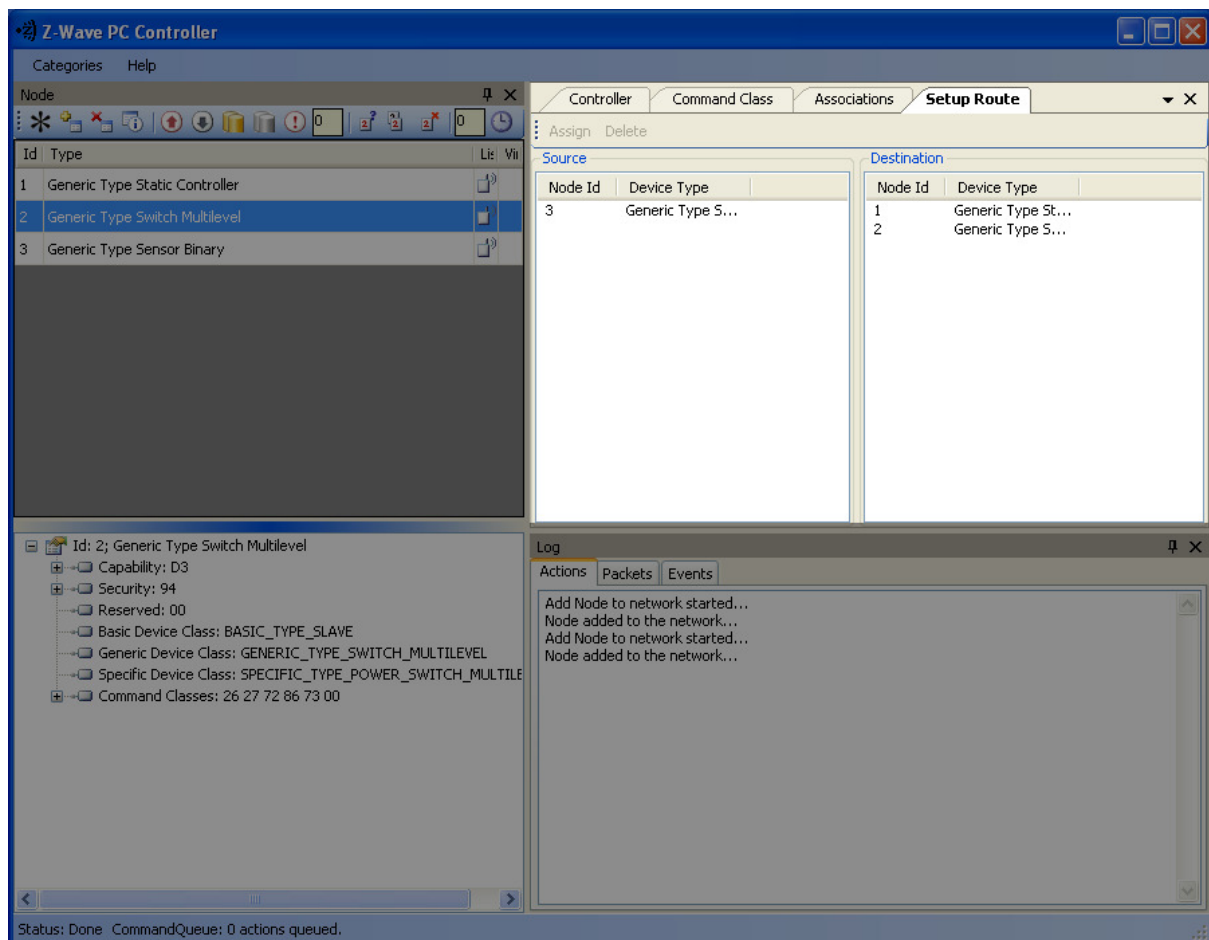 Z-Wave PC Controller
Categories Help
Node
0 2? 2 2 0
Id Type Lis Vir
1 Generic Type Static Controller
2 Generic Type Switch Multilevel
3 Generic Type Sensor Binary
Controller Command Class Associations Setup Route
Assign Delete
Source
Node Id Device Type
3 Generic Type S...
Destination
Node Id Device Type
1 Generic Type St...
2 Generic Type S...
Id: 2; Generic Type Switch Multilevel
Capability: D3
Security: 94
Reserved: 00
Basic Device Class: BASIC_TYPE_SLAVE
Generic Device Class: GENERIC_TYPE_SWITCH_MULTILEVEL
Specific Device Class: SPECIFIC_TYPE_POWER_SWITCH_MULTILE
Command Classes: 26 27 72 86 73 00
Log
Actions Packets Events
Add Node to network started...
Node added to the network...
Add Node to network started...
Node added to the network...
Status: Done CommandQueue: 0 actions queued.